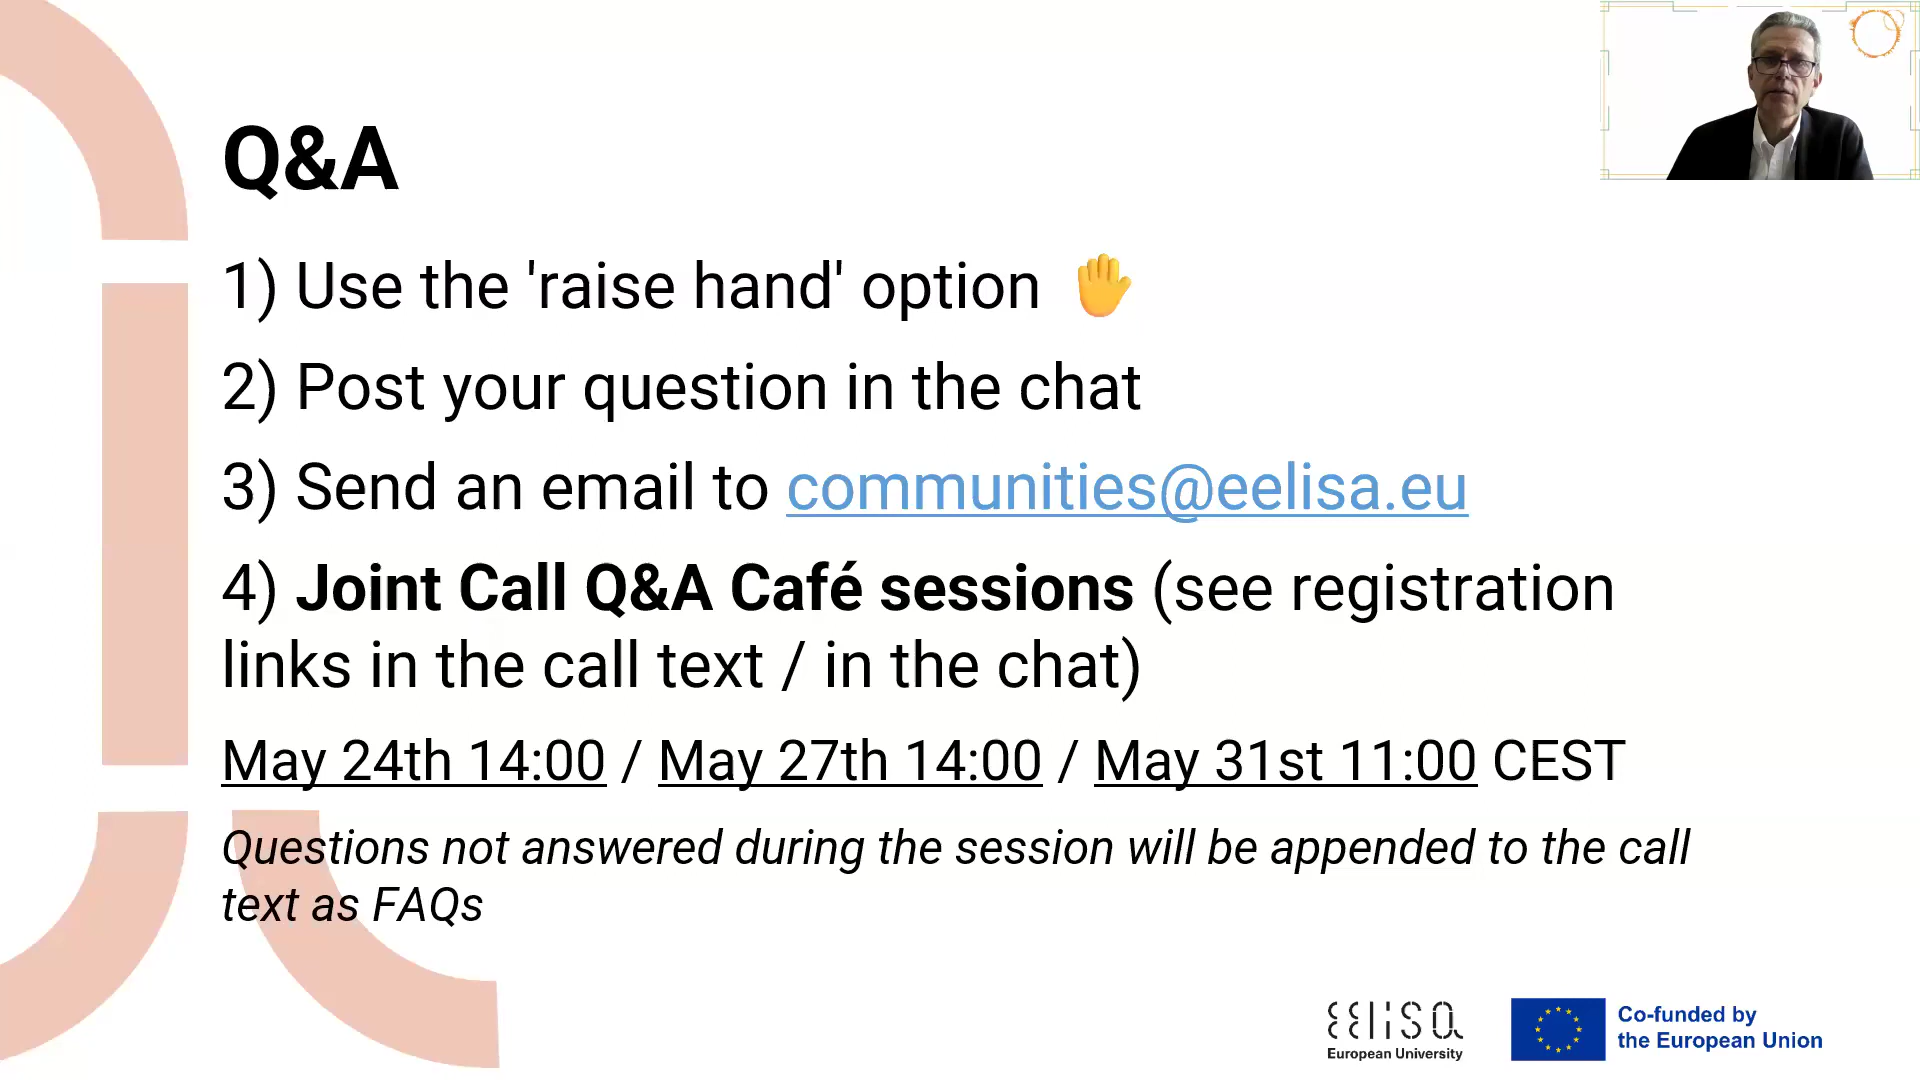 Q&A
1) Use the 'raise hand' option 🤚
2) Post your question in the chat
3) Send an email to communities@eelisa.eu
4) Joint Call Q&A Café sessions (see registration
links in the call text / in the chat)
May 24th 14:00 / May 27th 14:00 / May 31st 11:00 CEST
Questions not answered during the session will be appended to the call
text as FAQs
EELISA
European University
Co-funded by
the European Union